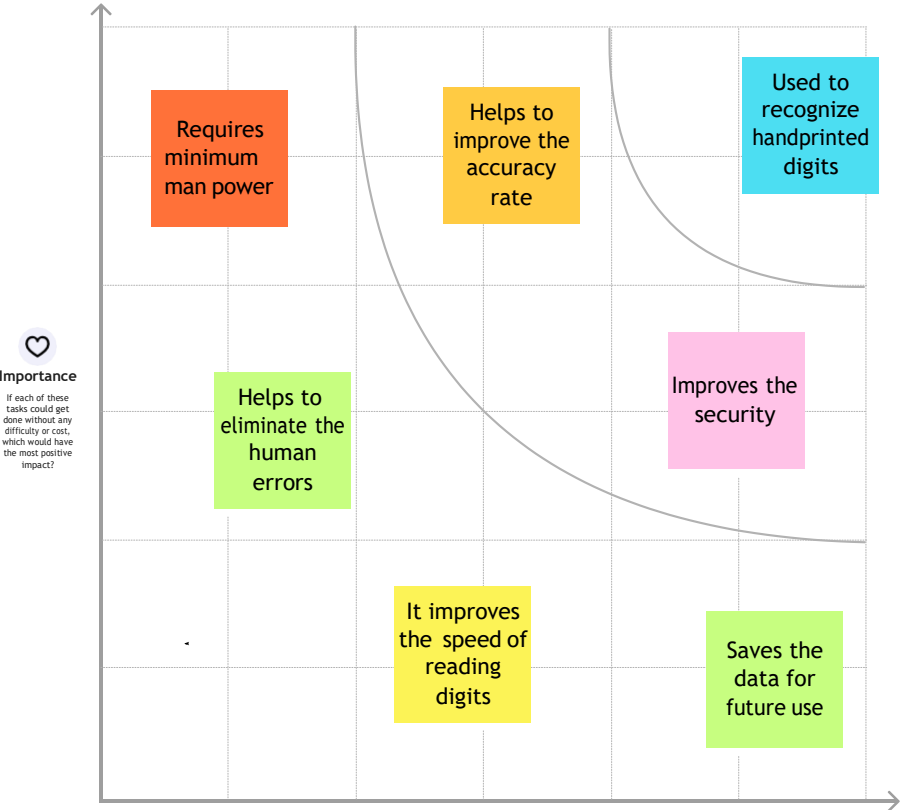 Requires
minimum
man power
Helps to
improve the
accuracy
rate
Used to
recognize
handprinted
digits
Importance
If each of these
tasks could get
done without any
difficulty or cost,
which would have
the most positive
impact?
Helps to
eliminate the
human
errors
Improves the
security
It improves
the speed of
reading
digits
Saves the
data for
future use